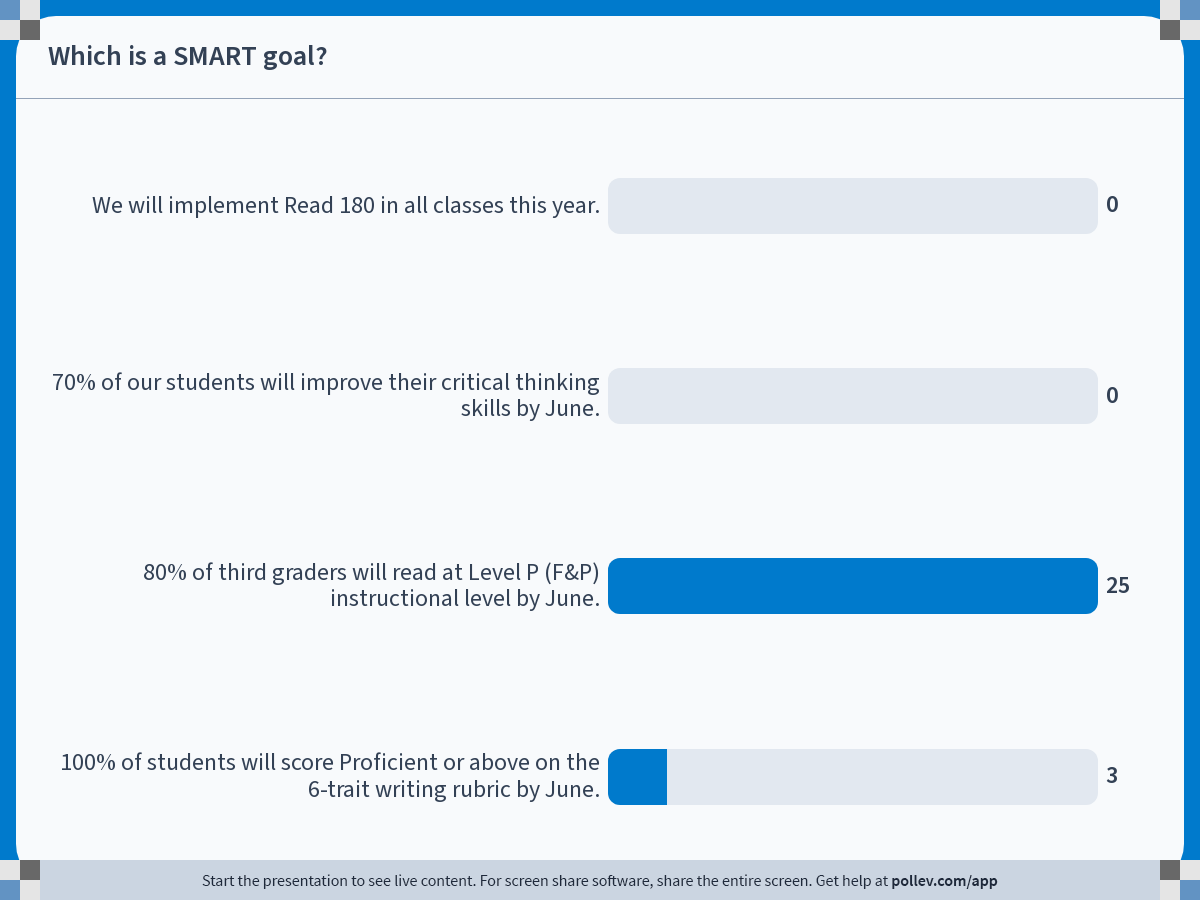 Which is a SMART goal?
We will implement Read 180 in all classes this year.
0
70% of our students will improve their critical thinking
skills by June.
0
80% of third graders will read at Level P (F&P)
instructional level by June.
25
100% of students will score Proficient or above on the
6-trait writing rubric by June.
3
Start the presentation to see live content. For screen share software, share the entire screen. Get help at pollev.com/app